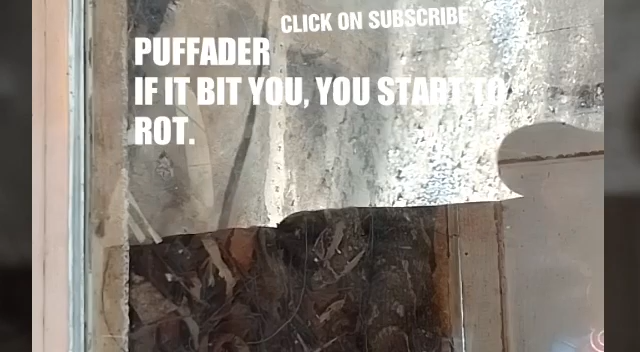 CLICK ON SUBSCRIBE
PUFFADER
IF IT BIT YOU, YOU START TO
ROT.